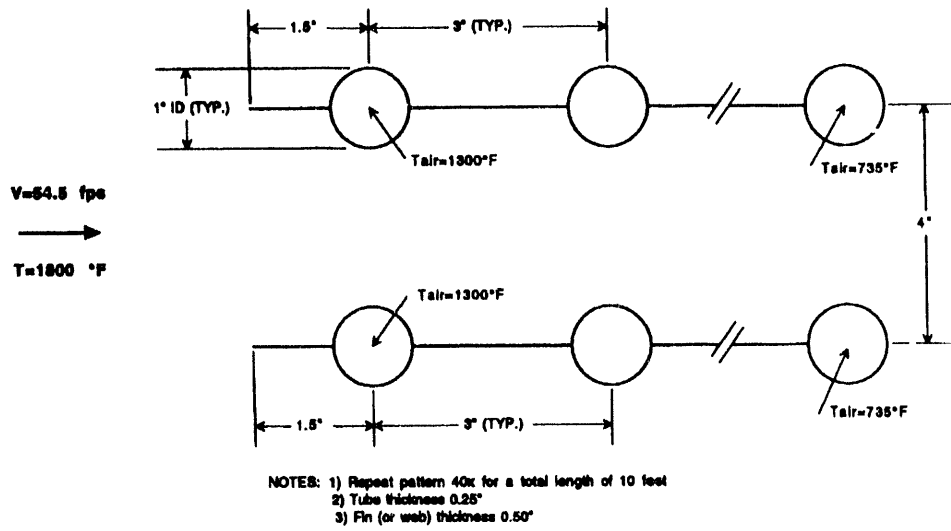 1.5"
3" (TYP.)
1" ID (TYP.)
Tair=1300°F
Tair=735°F
V=54.5 fps
4"
T=1800 °F
Tair=1300°F
Tair=735°F
1.5"
3" (TYP.)
NOTES: 1) Repeat pattern 40x for a total length of 10 feet
2) Tube thickness 0.25"
3) Fin (or web) thickness 0.50"